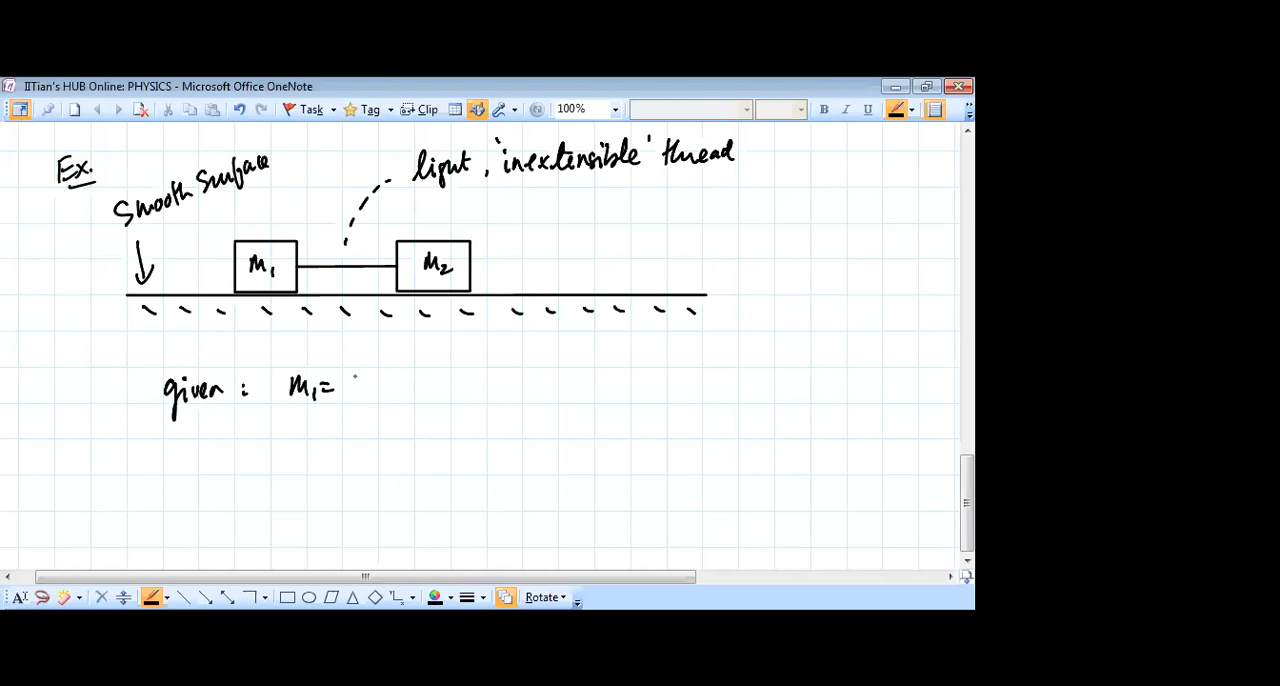 IITian's HUB Online: PHYSICS - Microsoft Office OneNote
Task Tag Clip 100% B I U
Ex. light, 'inextensible' thread
Smooth surface
M1 M2
given : M1=
A Rotate